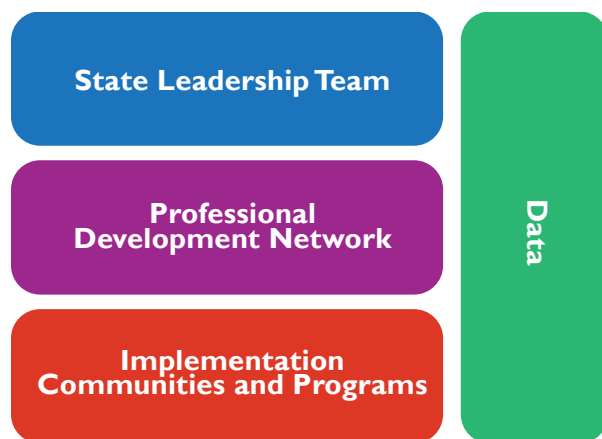 State Leadership Team
Professional
Development Network
Implementation
Communities and Programs
Data